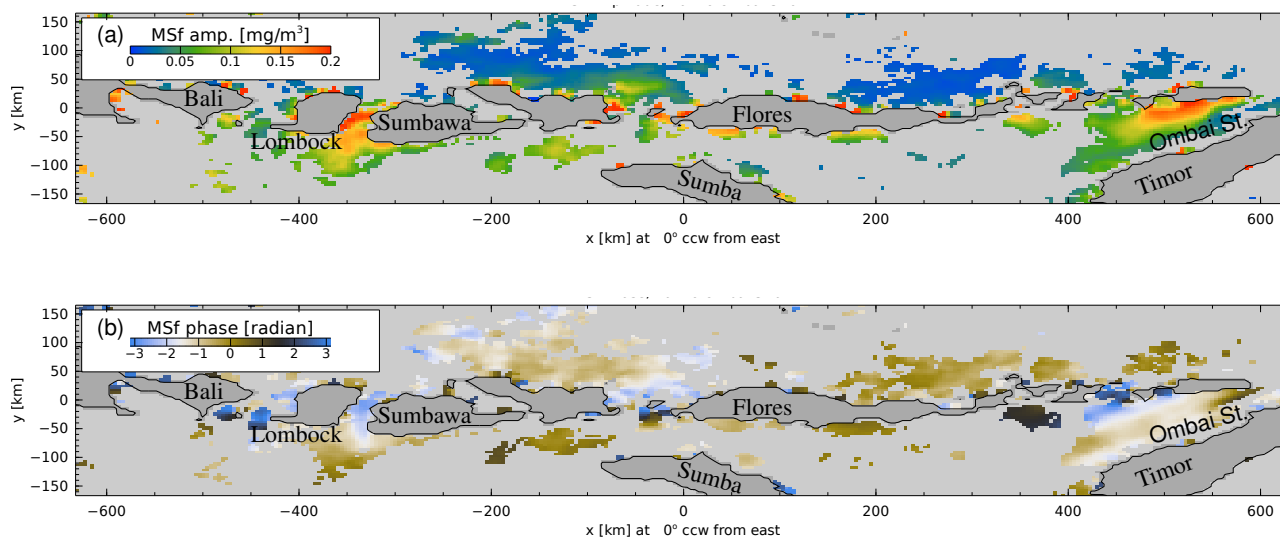 (a)
MSf amp. [mg/m³]
0 0.05 0.1 0.15 0.2
y [km]
150
100
50
0
−50
−100
−150
Bali
Lombock
Sumbawa
Flores
Sumba
Ombai St.
Timor
−600 −400 −200 0 200 400 600
x [km] at 0° ccw from east
(b)
MSf phase [radian]
−3 −2 −1 0 1 2 3
y [km]
150
100
50
0
−50
−100
−150
Bali
Lombock
Sumbawa
Flores
Sumba
Ombai St.
Timor
−600 −400 −200 0 200 400 600
x [km] at 0° ccw from east